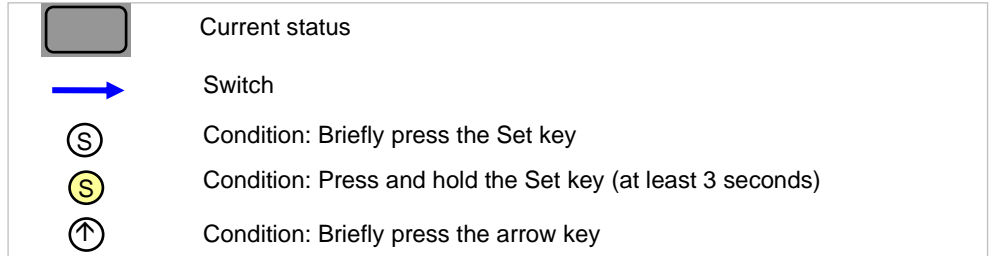 Current status
Switch
S Condition: Briefly press the Set key
S Condition: Press and hold the Set key (at least 3 seconds)
Condition: Briefly press the arrow key